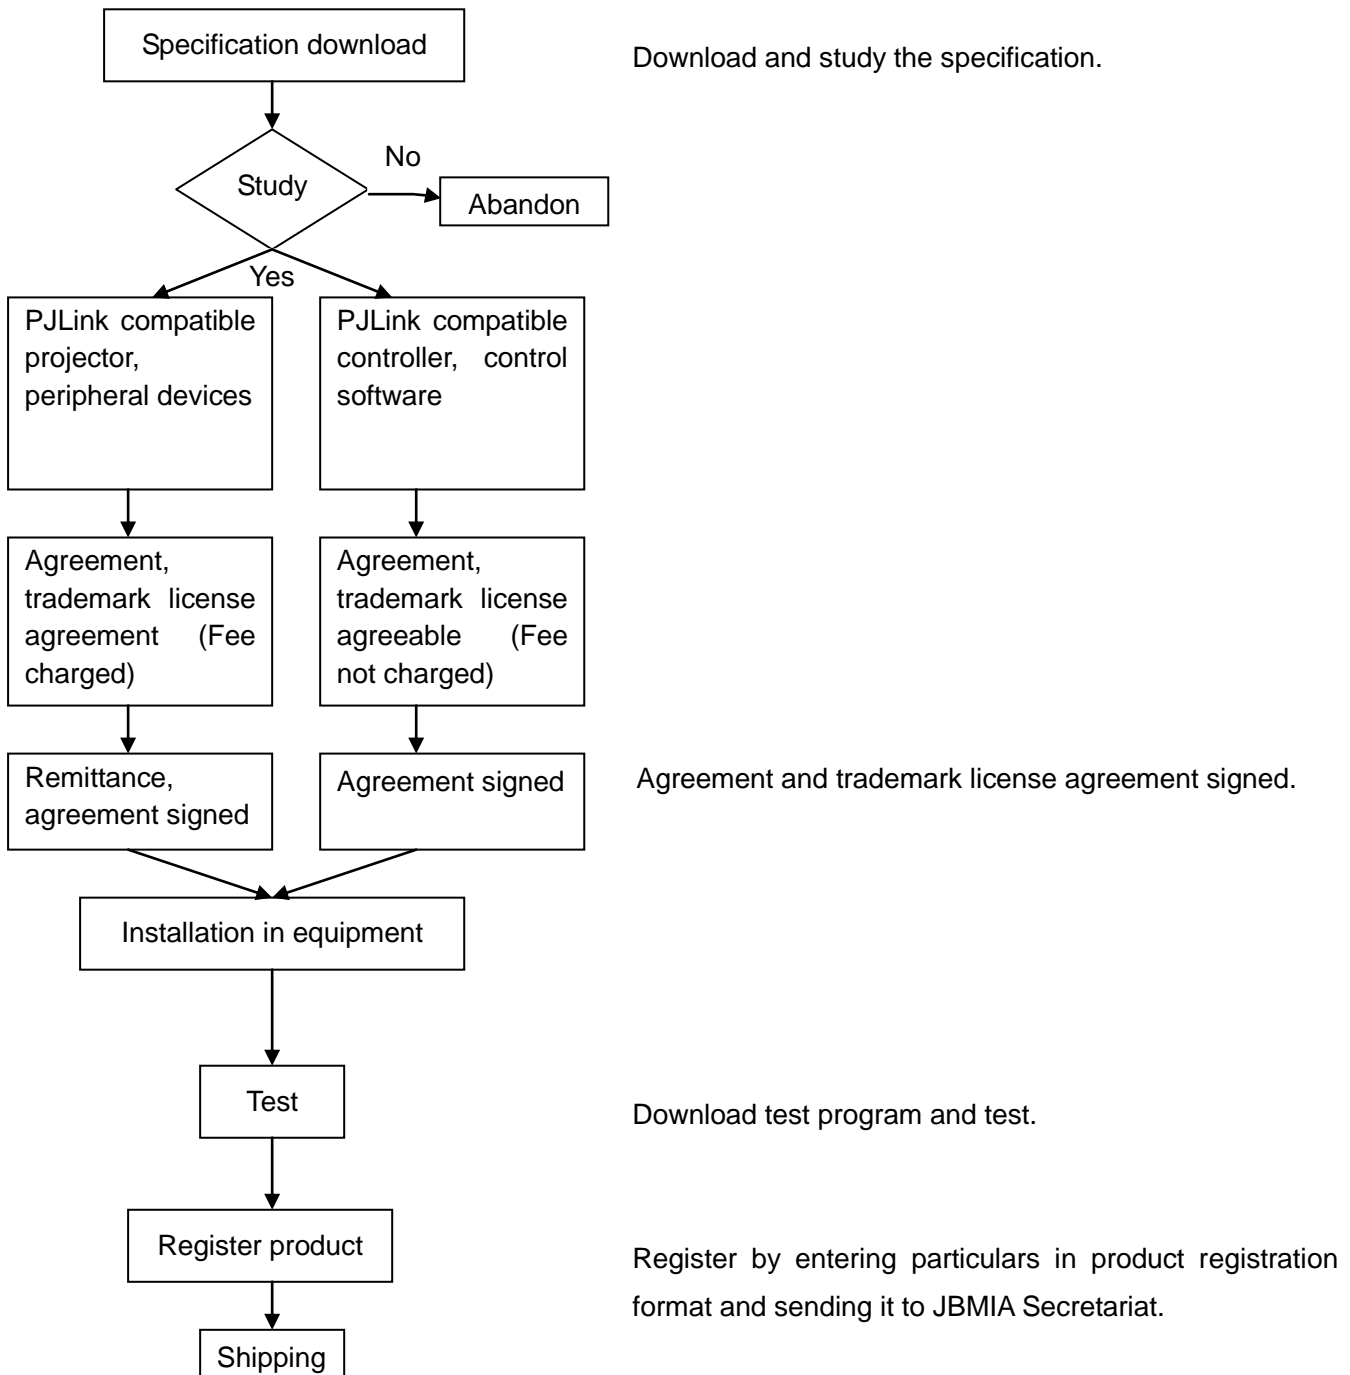 Specification download
Download and study the specification.
Study
No
Abandon
Yes
PJLink compatible
projector,
peripheral devices
PJLink compatible
controller, control
software
Agreement,
trademark license
agreement (Fee
charged)
Agreement,
trademark license
agreeable (Fee
not charged)
Remittance,
agreement signed
Agreement signed
Agreement and trademark license agreement signed.
Installation in equipment
Test
Download test program and test.
Register product
Register by entering particulars in product registration
format and sending it to JBMIA Secretariat.
Shipping